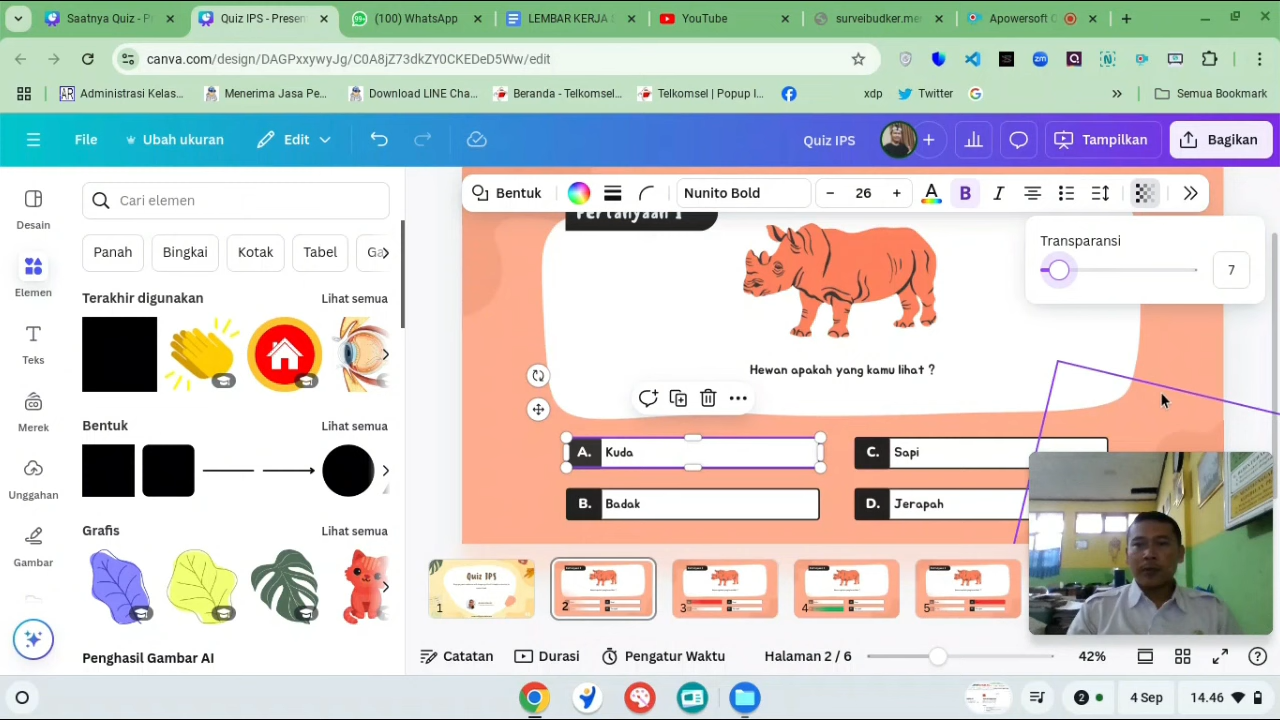 Saatnya Quiz - P
Quiz IPS - Presen
(100) WhatsApp
LEMBAR KERJA
YouTube
surveibudker.me
Apowersoft
canva.com/design/DAGPxxywyJg/C0A8jZ73dkZY0CKEDeD5Ww/edit
Administrasi Kelas...
Menerima Jasa Pe...
Download LINE Cha...
Beranda - Telkomsel...
Telkomsel | Popup I...
xdp
Twitter
Semua Bookmark
File
Ubah ukuran
Edit
Quiz IPS
Tampilkan
Bagikan
Desain
Elemen
Teks
Merek
Unggahan
Gambar
Cari elemen
Panah
Bingkai
Kotak
Tabel
Ga
Terakhir digunakan
Lihat semua
Bentuk
Grafis
Lihat semua
Penghasil Gambar AI
Bentuk
Nunito Bold
– 26 +
A
B
I
Transparansi
7
Pertanyaan 1
Hewan apakah yang kamu lihat ?
A. Kuda
C. Sapi
B. Badak
D. Jerapah
Quiz IPS
1
2
3
4
5
Catatan
Durasi
Pengatur Waktu
Halaman 2 / 6
42%
2
4 Sep
14.46